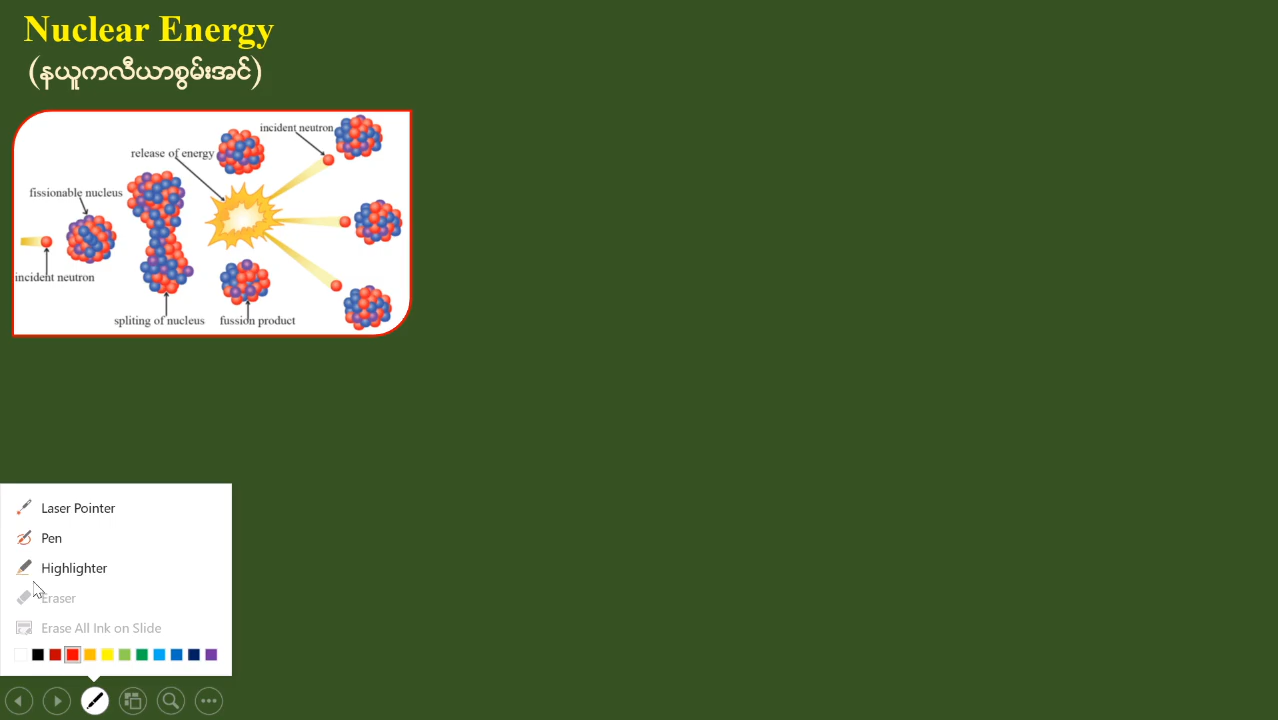 Nuclear Energy
(နယူကလီယာစွမ်းအင်)
incident neutron
release of energy
fissionable nucleus
incident neutron
spliting of nucleus
fussion product
Laser Pointer
Pen
Highlighter
Eraser
Erase All Ink on Slide